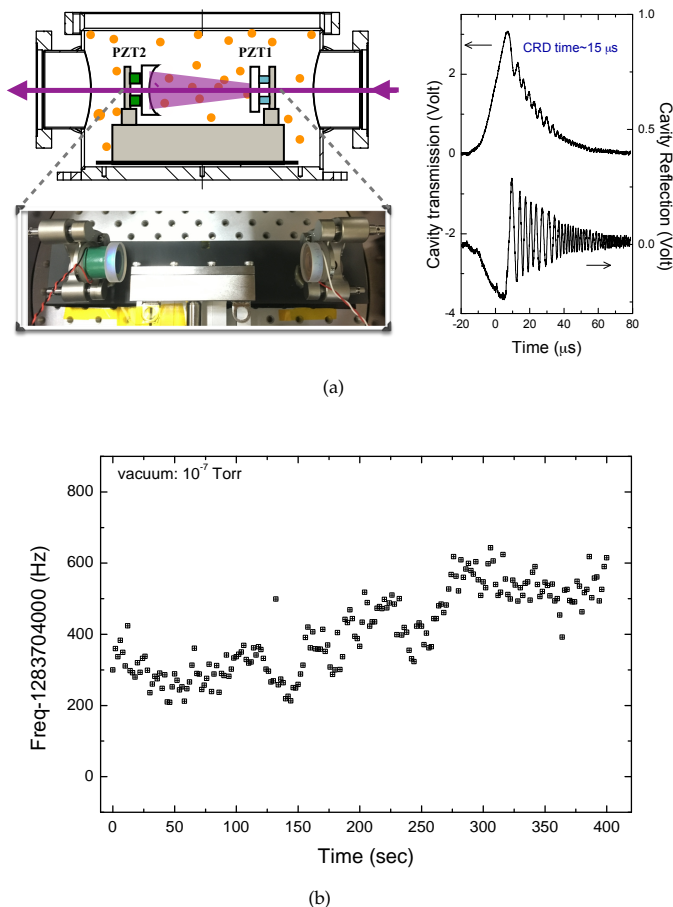 PZT2 PZT1
CRD time~15 μs
Cavity transmission (Volt)
2
0
-2
-4
1.0
0.5
0.0
Cavity Reflection (Volt)
-20 0 20 40 60 80
Time (μs)
(a)
vacuum: 10⁻⁷ Torr
Freq-1283704000 (Hz)
800
600
400
200
0
0 50 100 150 200 250 300 350 400
Time (sec)
(b)